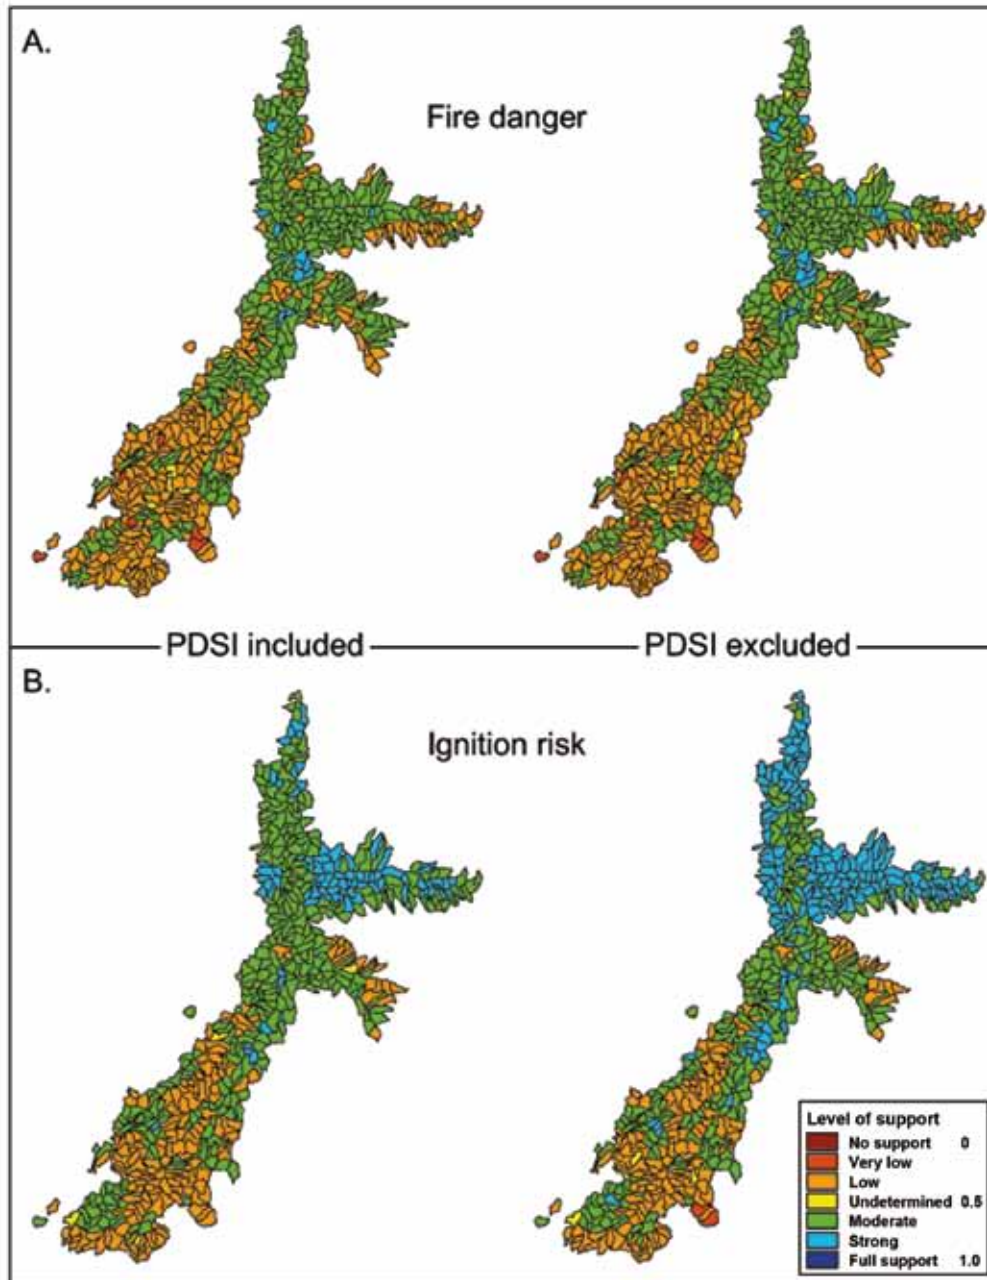 A.
Fire danger
PDSI included
PDSI excluded
B.
Ignition risk
Level of support
No support 0
Very low
Low
Undetermined 0.5
Moderate
Strong
Full support 1.0